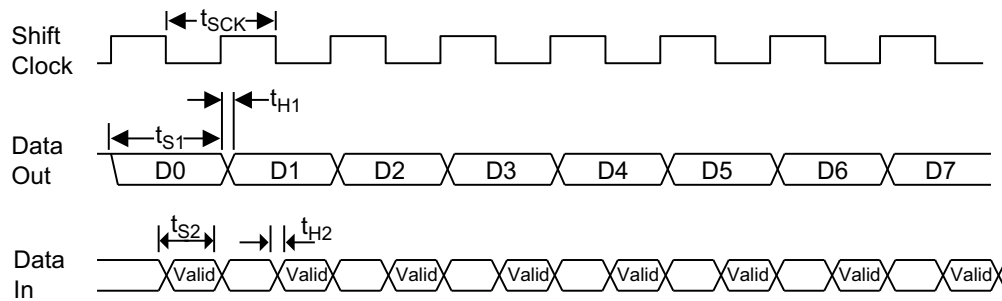 Shift
Clock
tSCK
Data
Out
tS1
tH1
D0 D1 D2 D3 D4 D5 D6 D7
Data
In
tS2
tH2
Valid Valid Valid Valid Valid Valid Valid Valid